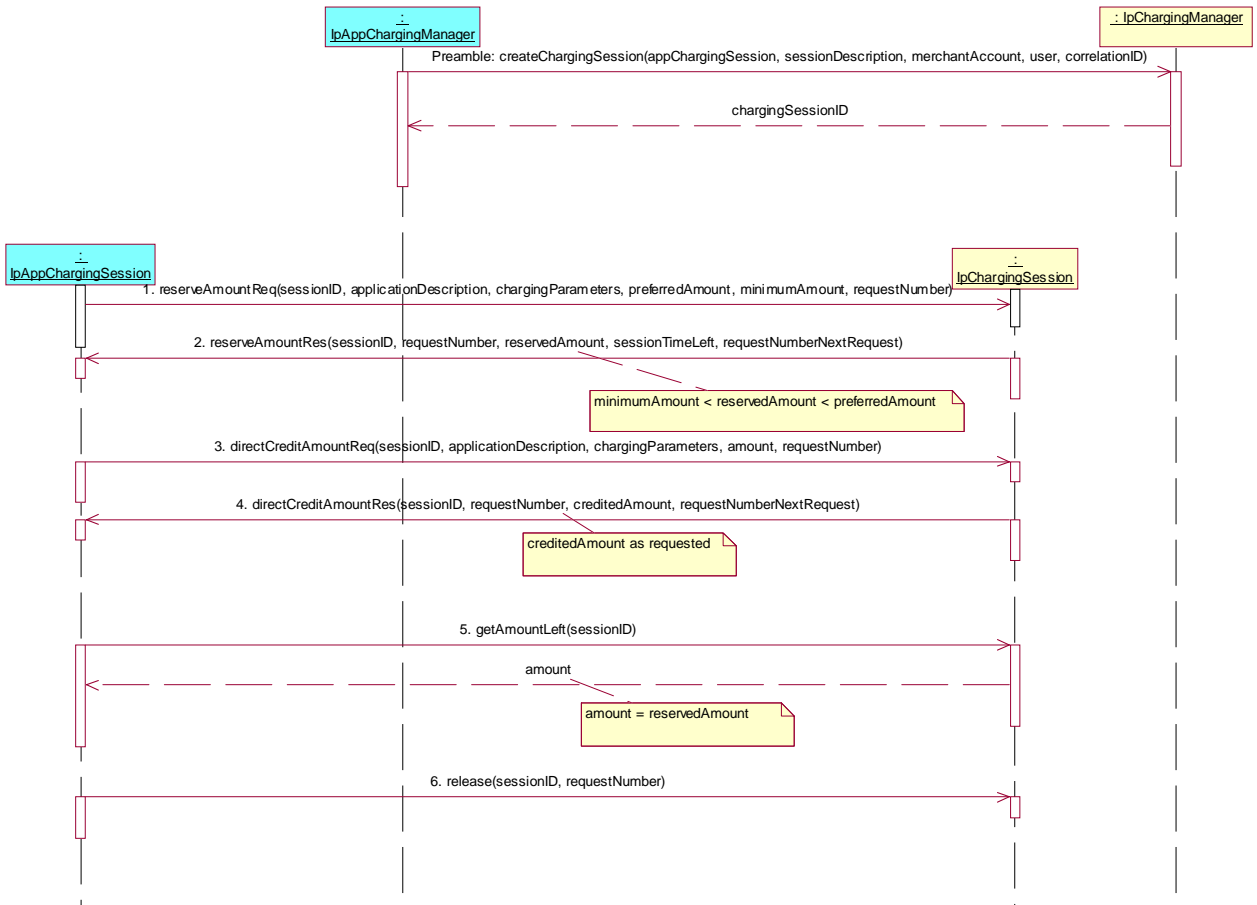 :
IpAppChargingManager
: IpChargingManager
Preamble: createChargingSession(appChargingSession, sessionDescription, merchantAccount, user, correlationID)
chargingSessionID
:
IpAppChargingSession
:
IpChargingSession
1. reserveAmountReq(sessionID, applicationDescription, chargingParameters, preferredAmount, minimumAmount, requestNumber)
2. reserveAmountRes(sessionID, requestNumber, reservedAmount, sessionTimeLeft, requestNumberNextRequest)
minimumAmount < reservedAmount < preferredAmount
3. directCreditAmountReq(sessionID, applicationDescription, chargingParameters, amount, requestNumber)
4. directCreditAmountRes(sessionID, requestNumber, creditedAmount, requestNumberNextRequest)
creditedAmount as requested
5. getAmountLeft(sessionID)
amount
amount = reservedAmount
6. release(sessionID, requestNumber)